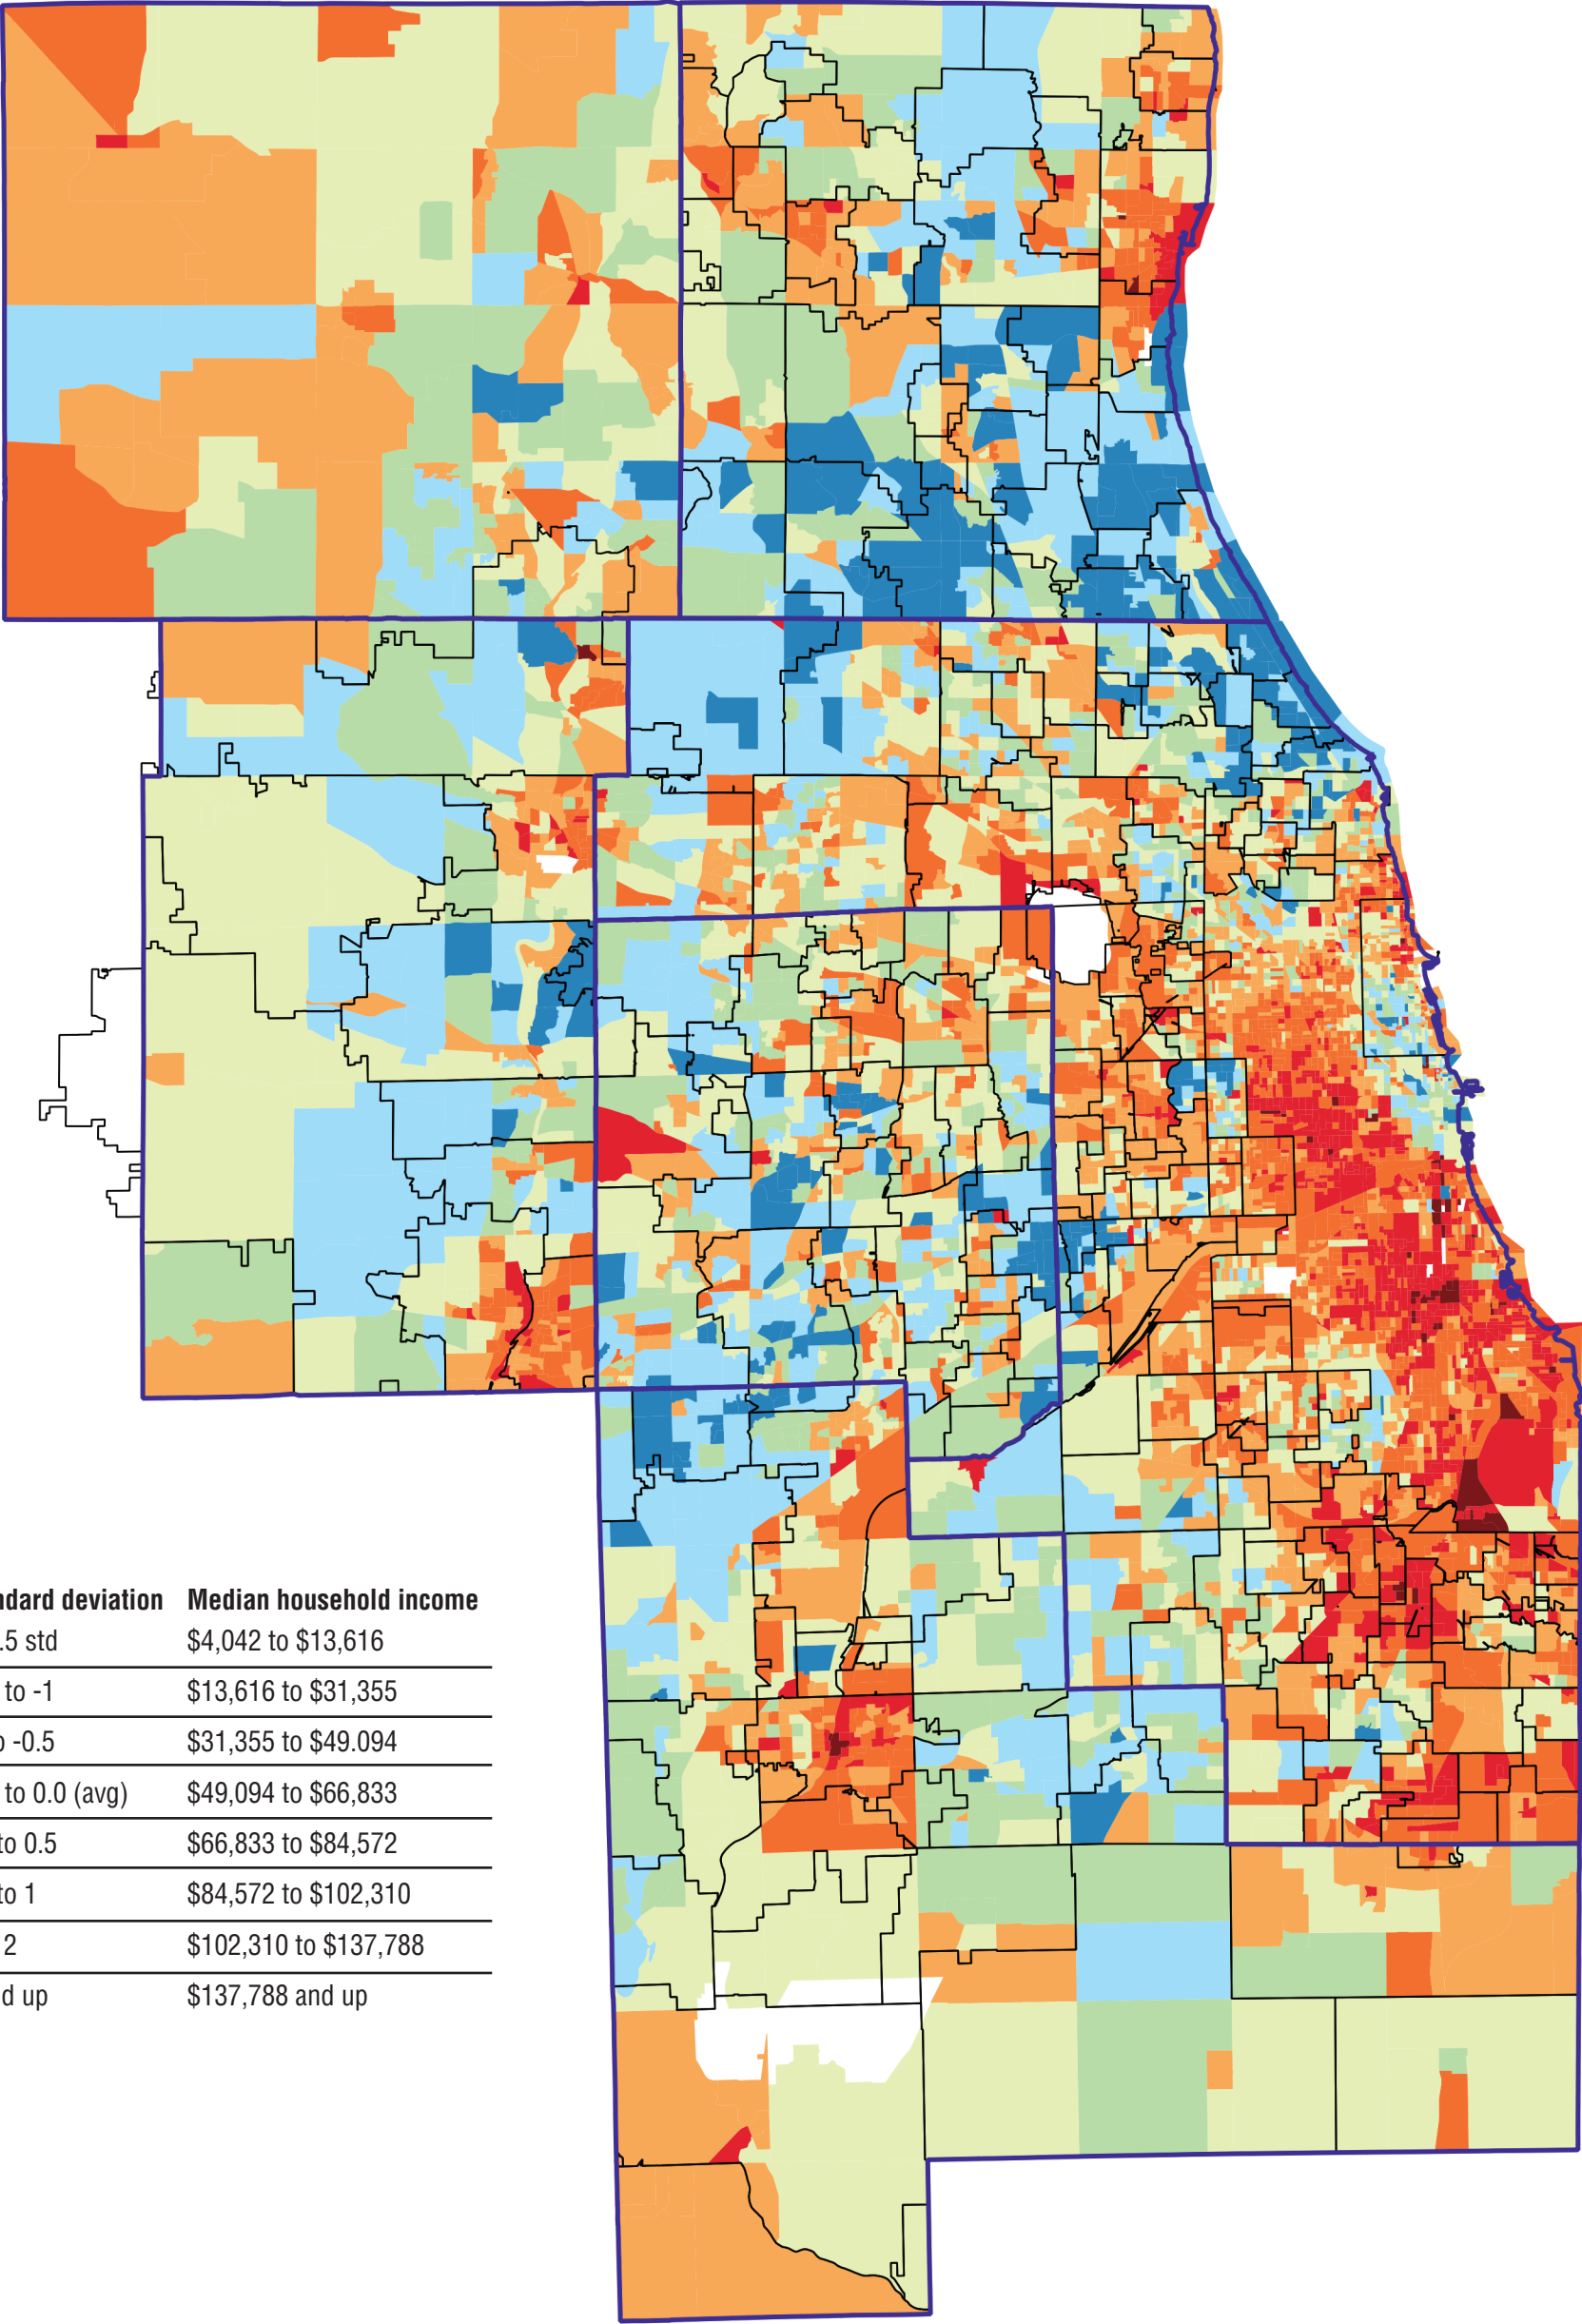 ndard deviation Median household income
.5 std $4,042 to $13,616
to -1 $13,616 to $31,355
o -0.5 $31,355 to $49.094
to 0.0 (avg) $49,094 to $66,833
to 0.5 $66,833 to $84,572
to 1 $84,572 to $102,310
2 $102,310 to $137,788
d up $137,788 and up